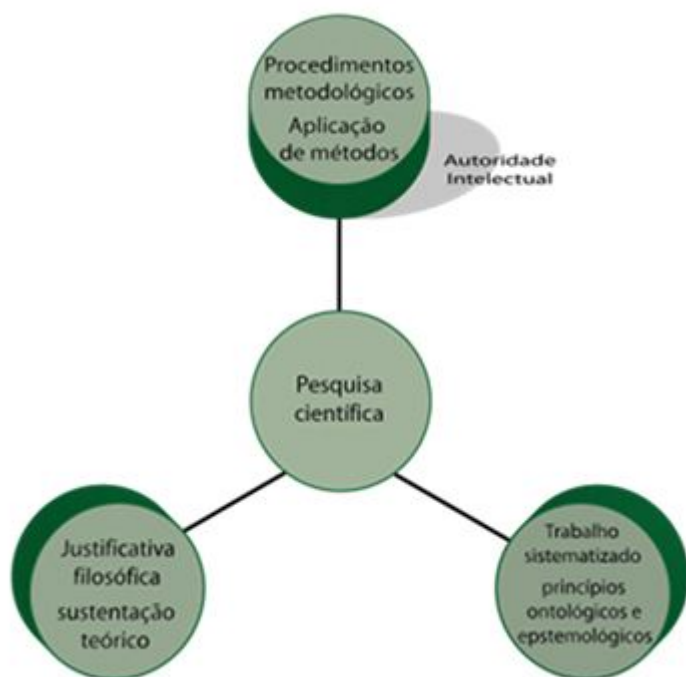 Procedimentos
metodológicos
Aplicação
de métodos
Autoridade
Intelectual
Pesquisa
científica
Justificativa
filosófica
sustentação
teórico
Trabalho
sistematizado
princípios
ontológicos e
epstemológicos